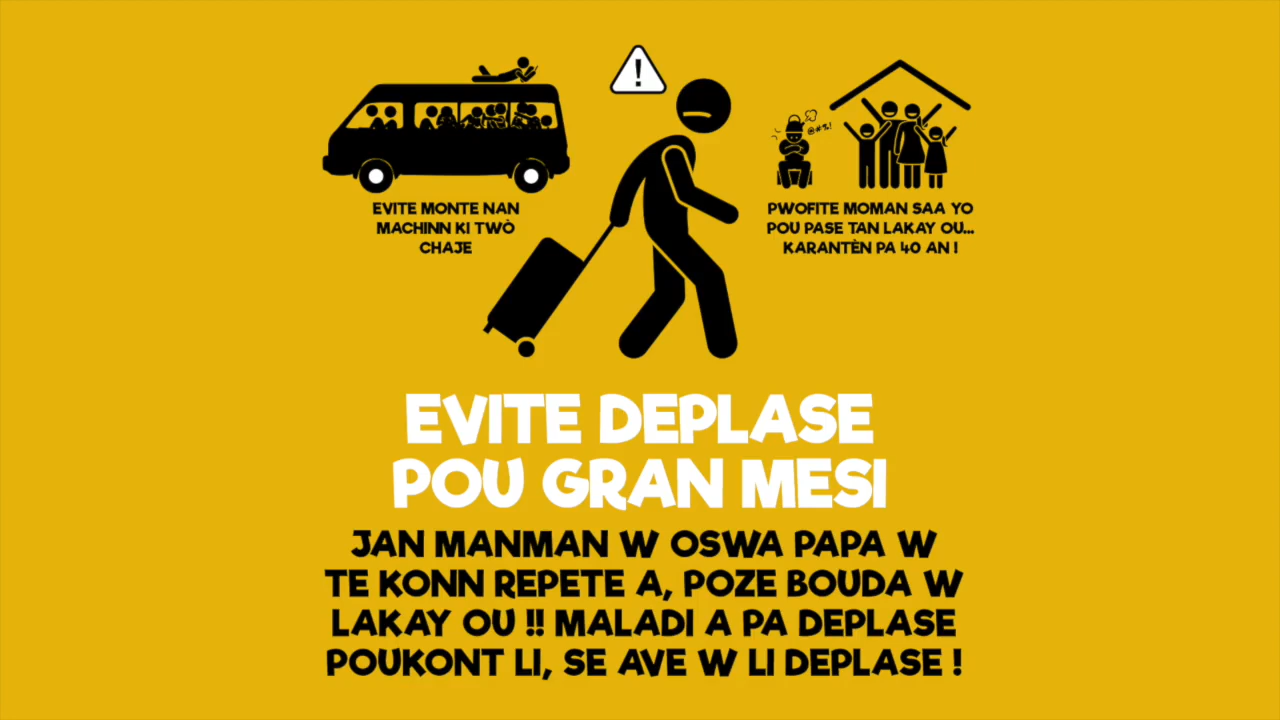 !
@#%!
EVITE MONTE NAN
MACHINN KI TWÒ
CHAJE
PWOFITE MOMAN SAA YO
POU PASE TAN LAKAY OU...
KARANTÈN PA 40 AN !
EVITE DEPLASE
POU GRAN MESI
JAN MANMAN W OSWA PAPA W
TE KONN REPETE A, POZE BOUDA W
LAKAY OU !! MALADI A PA DEPLASE
POUKONT LI, SE AVE W LI DEPLASE !